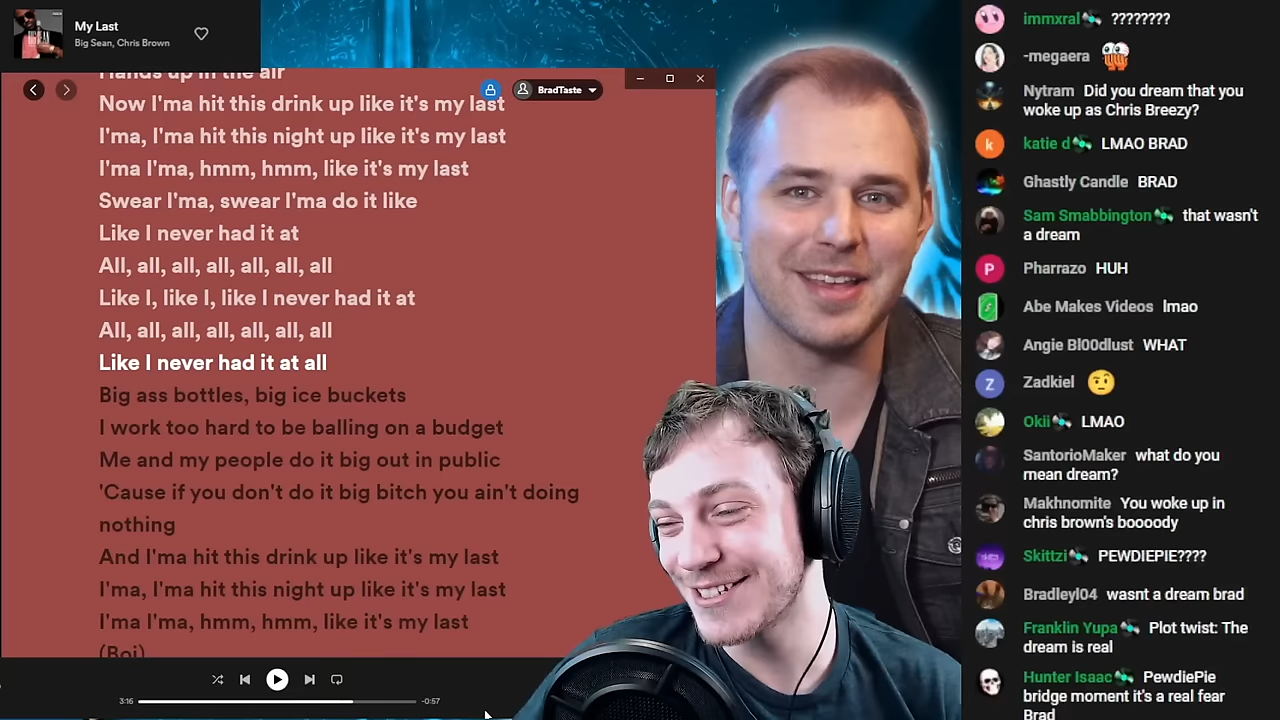 My Last
Big Sean, Chris Brown
BradTaste
Hands up in the air
Now I'ma hit this drink up like it's my last
I'ma, I'ma hit this night up like it's my last
I'ma I'ma, hmm, hmm, like it's my last
Swear I'ma, swear I'ma do it like
Like I never had it at
All, all, all, all, all, all, all
Like I, like I, like I never had it at
All, all, all, all, all, all, all
Like I never had it at all
Big ass bottles, big ice buckets
I work too hard to be balling on a budget
Me and my people do it big out in public
'Cause if you don't do it big bitch you ain't doing
nothing
And I'ma hit this drink up like it's my last
I'ma, I'ma hit this night up like it's my last
I'ma I'ma, hmm, hmm, like it's my last
(Boi)
3:16
-0:57
immxral ????????
-megaera
Nytram Did you dream that you
woke up as Chris Breezy?
katie d LMAO BRAD
Ghastly Candle BRAD
Sam Smabbington that wasn't
a dream
Pharrazo HUH
Abe Makes Videos lmao
Angie Bl00dlust WHAT
Zadkiel
Okii LMAO
SantorioMaker what do you
mean dream?
Makhnomite You woke up in
chris brown's boooody
Skittzi PEWDIEPIE????
Bradleyl04 wasnt a dream brad
Franklin Yupa Plot twist: The
dream is real
Hunter Isaac PewdiePie
bridge moment it's a real fear
Brad
K
P
Z